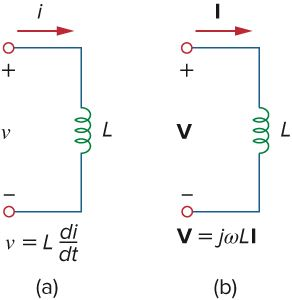 i
+
v
L
−
v = L di/dt
(a)
I
+
V
L
−
V = jωLI
(b)